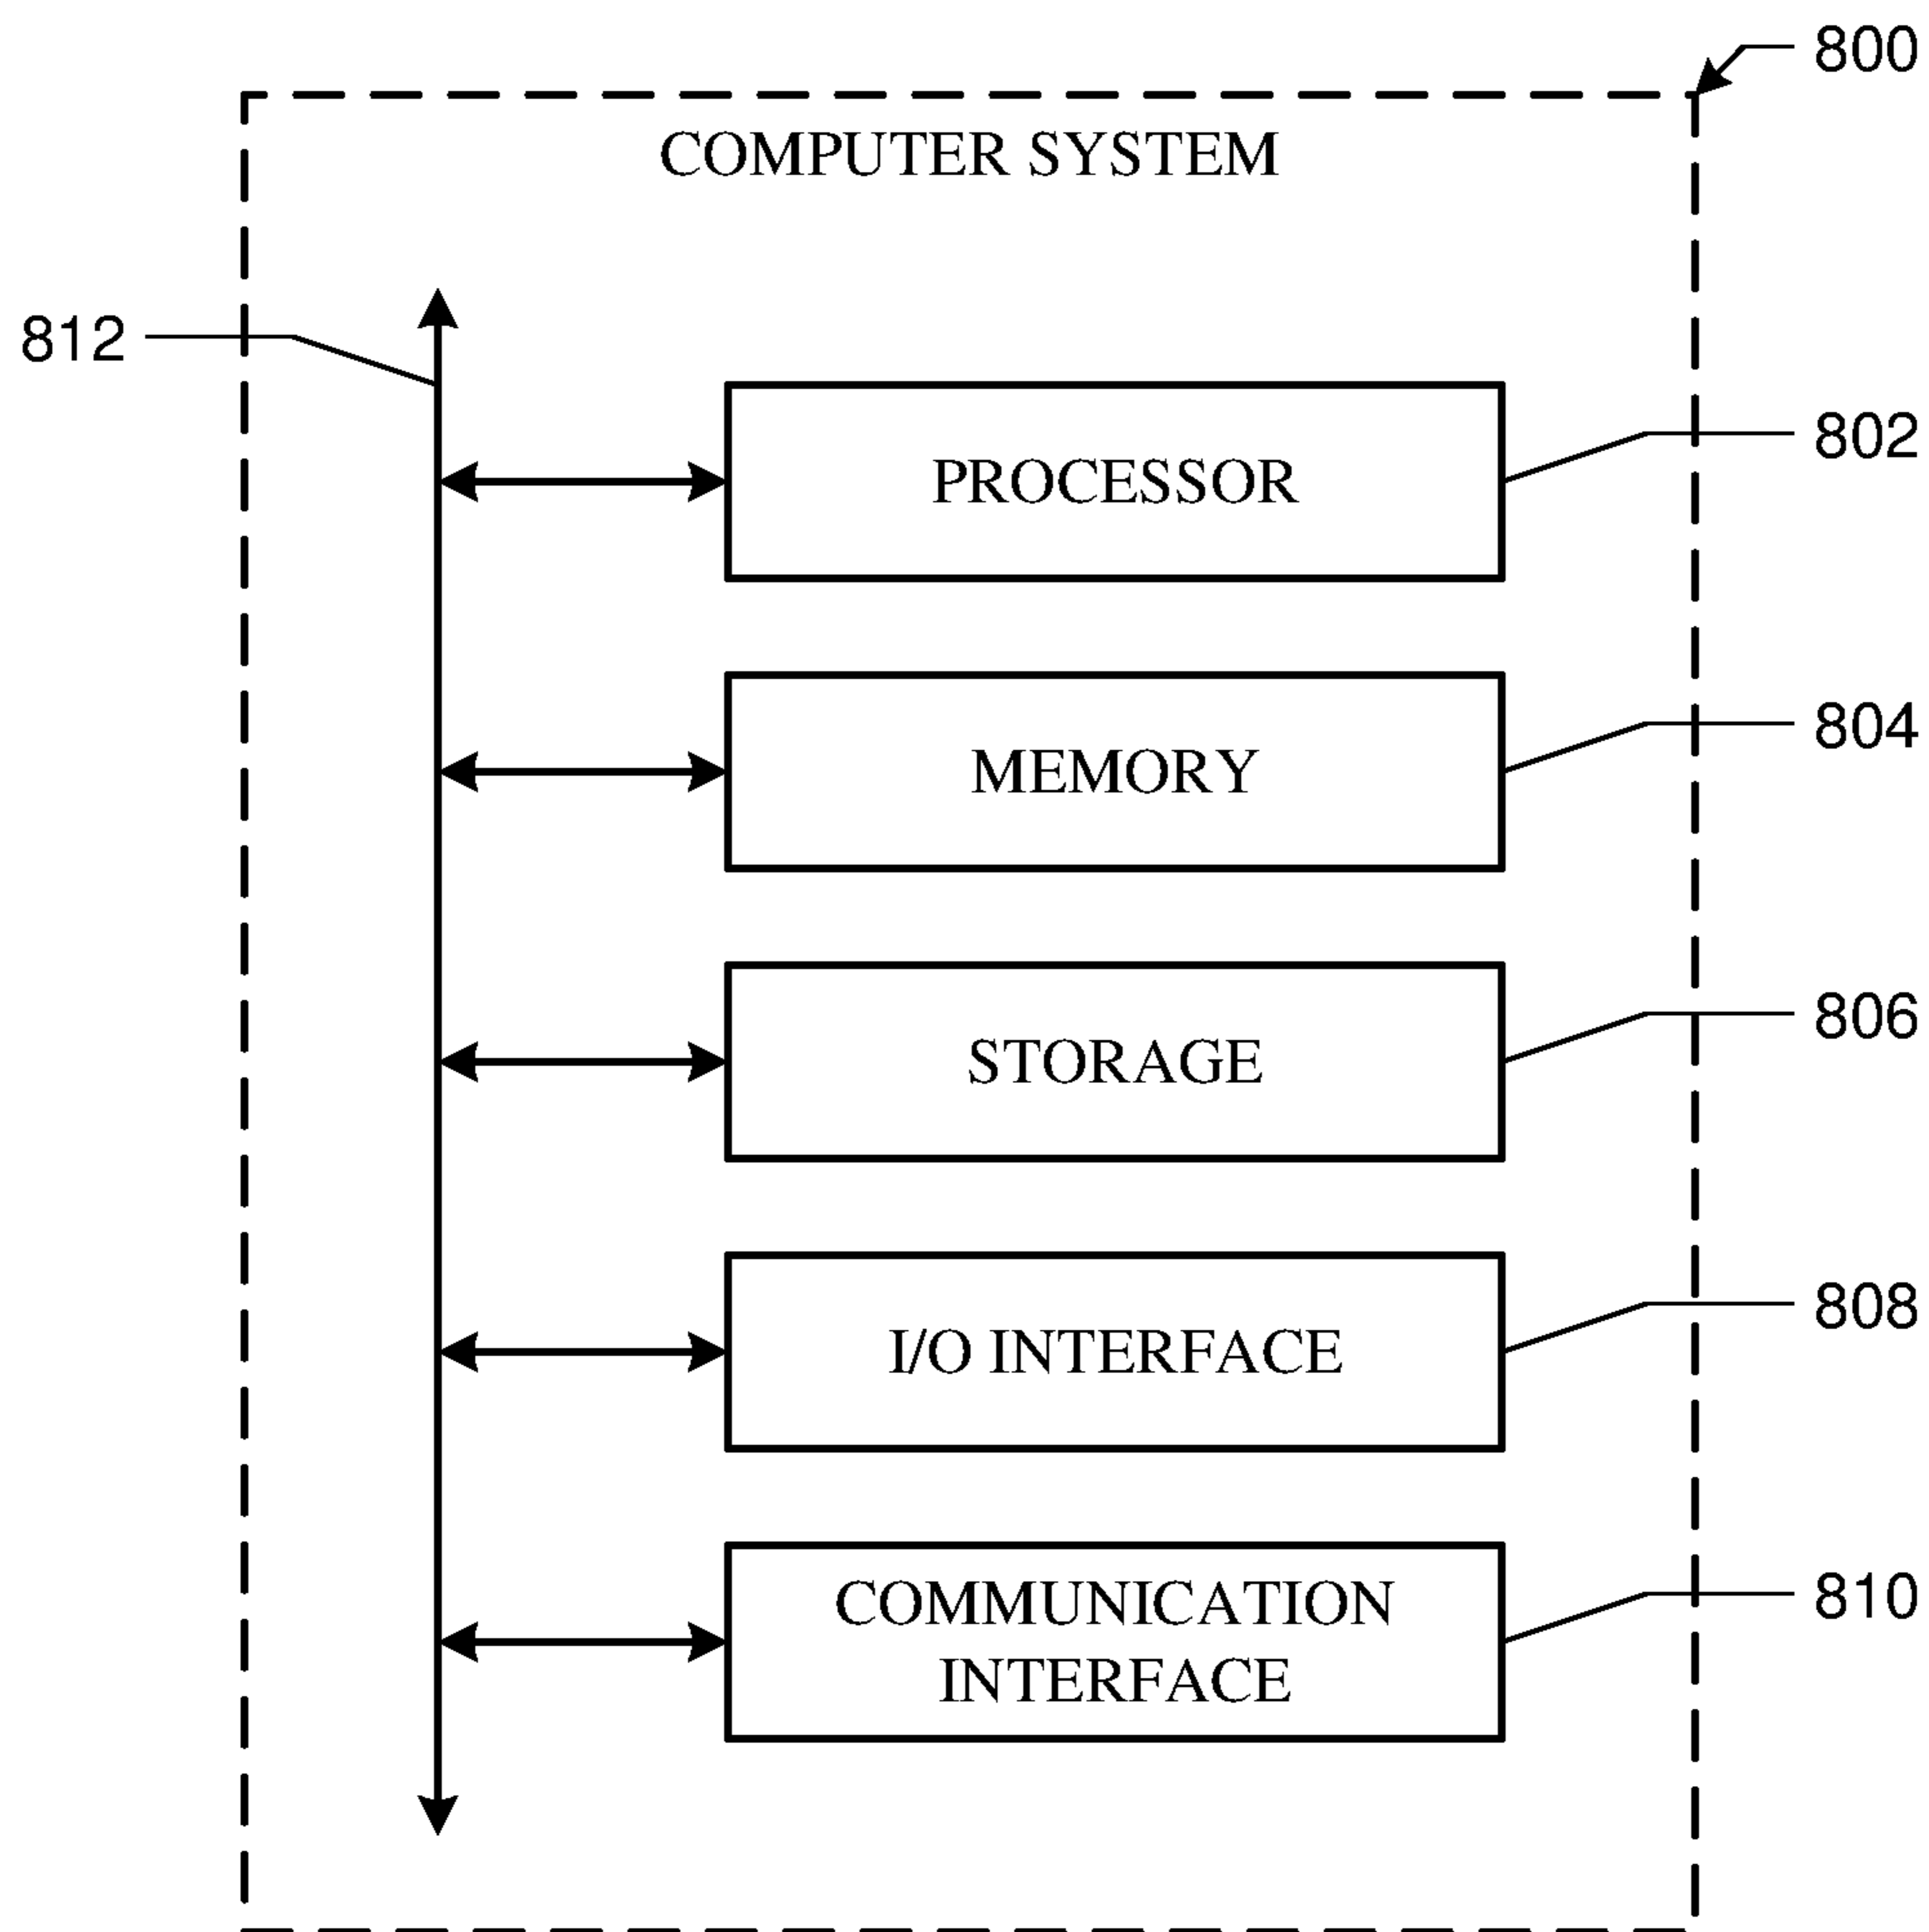 800
COMPUTER SYSTEM
812
802
PROCESSOR
804
MEMORY
806
STORAGE
808
I/O INTERFACE
810
COMMUNICATION
INTERFACE